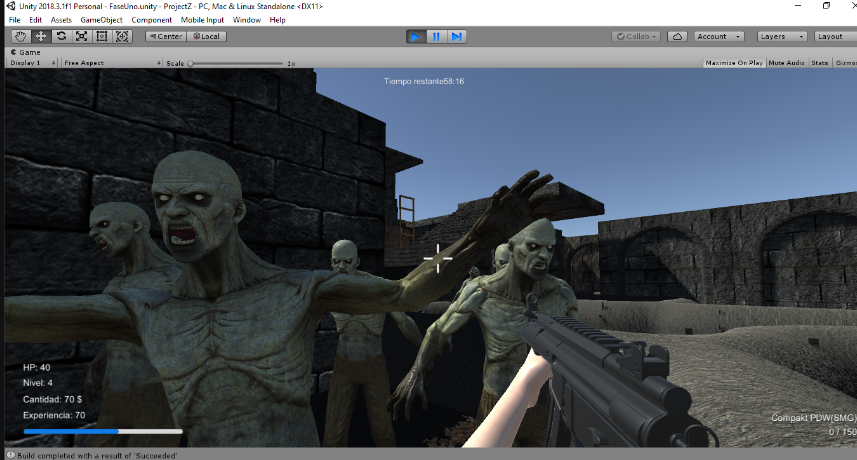 Unity 2018.3.1f1 Personal - FaseUno.unity - ProjectZ - PC, Mac & Linux Standalone <DX11>
File Edit Assets GameObject Component Mobile Input Window Help
Center Local Collab Account Layers Layout
Game
Display 1 Free Aspect Scale 1x Maximize On Play Mute Audio Stats Gizmo
Tiempo restante58:16
HP: 40
Nivel: 4
Cantidad: 70 $
Experiencia: 70
Compakt PDW(SMG)
0 / 150
Build completed with a result of 'Succeeded'